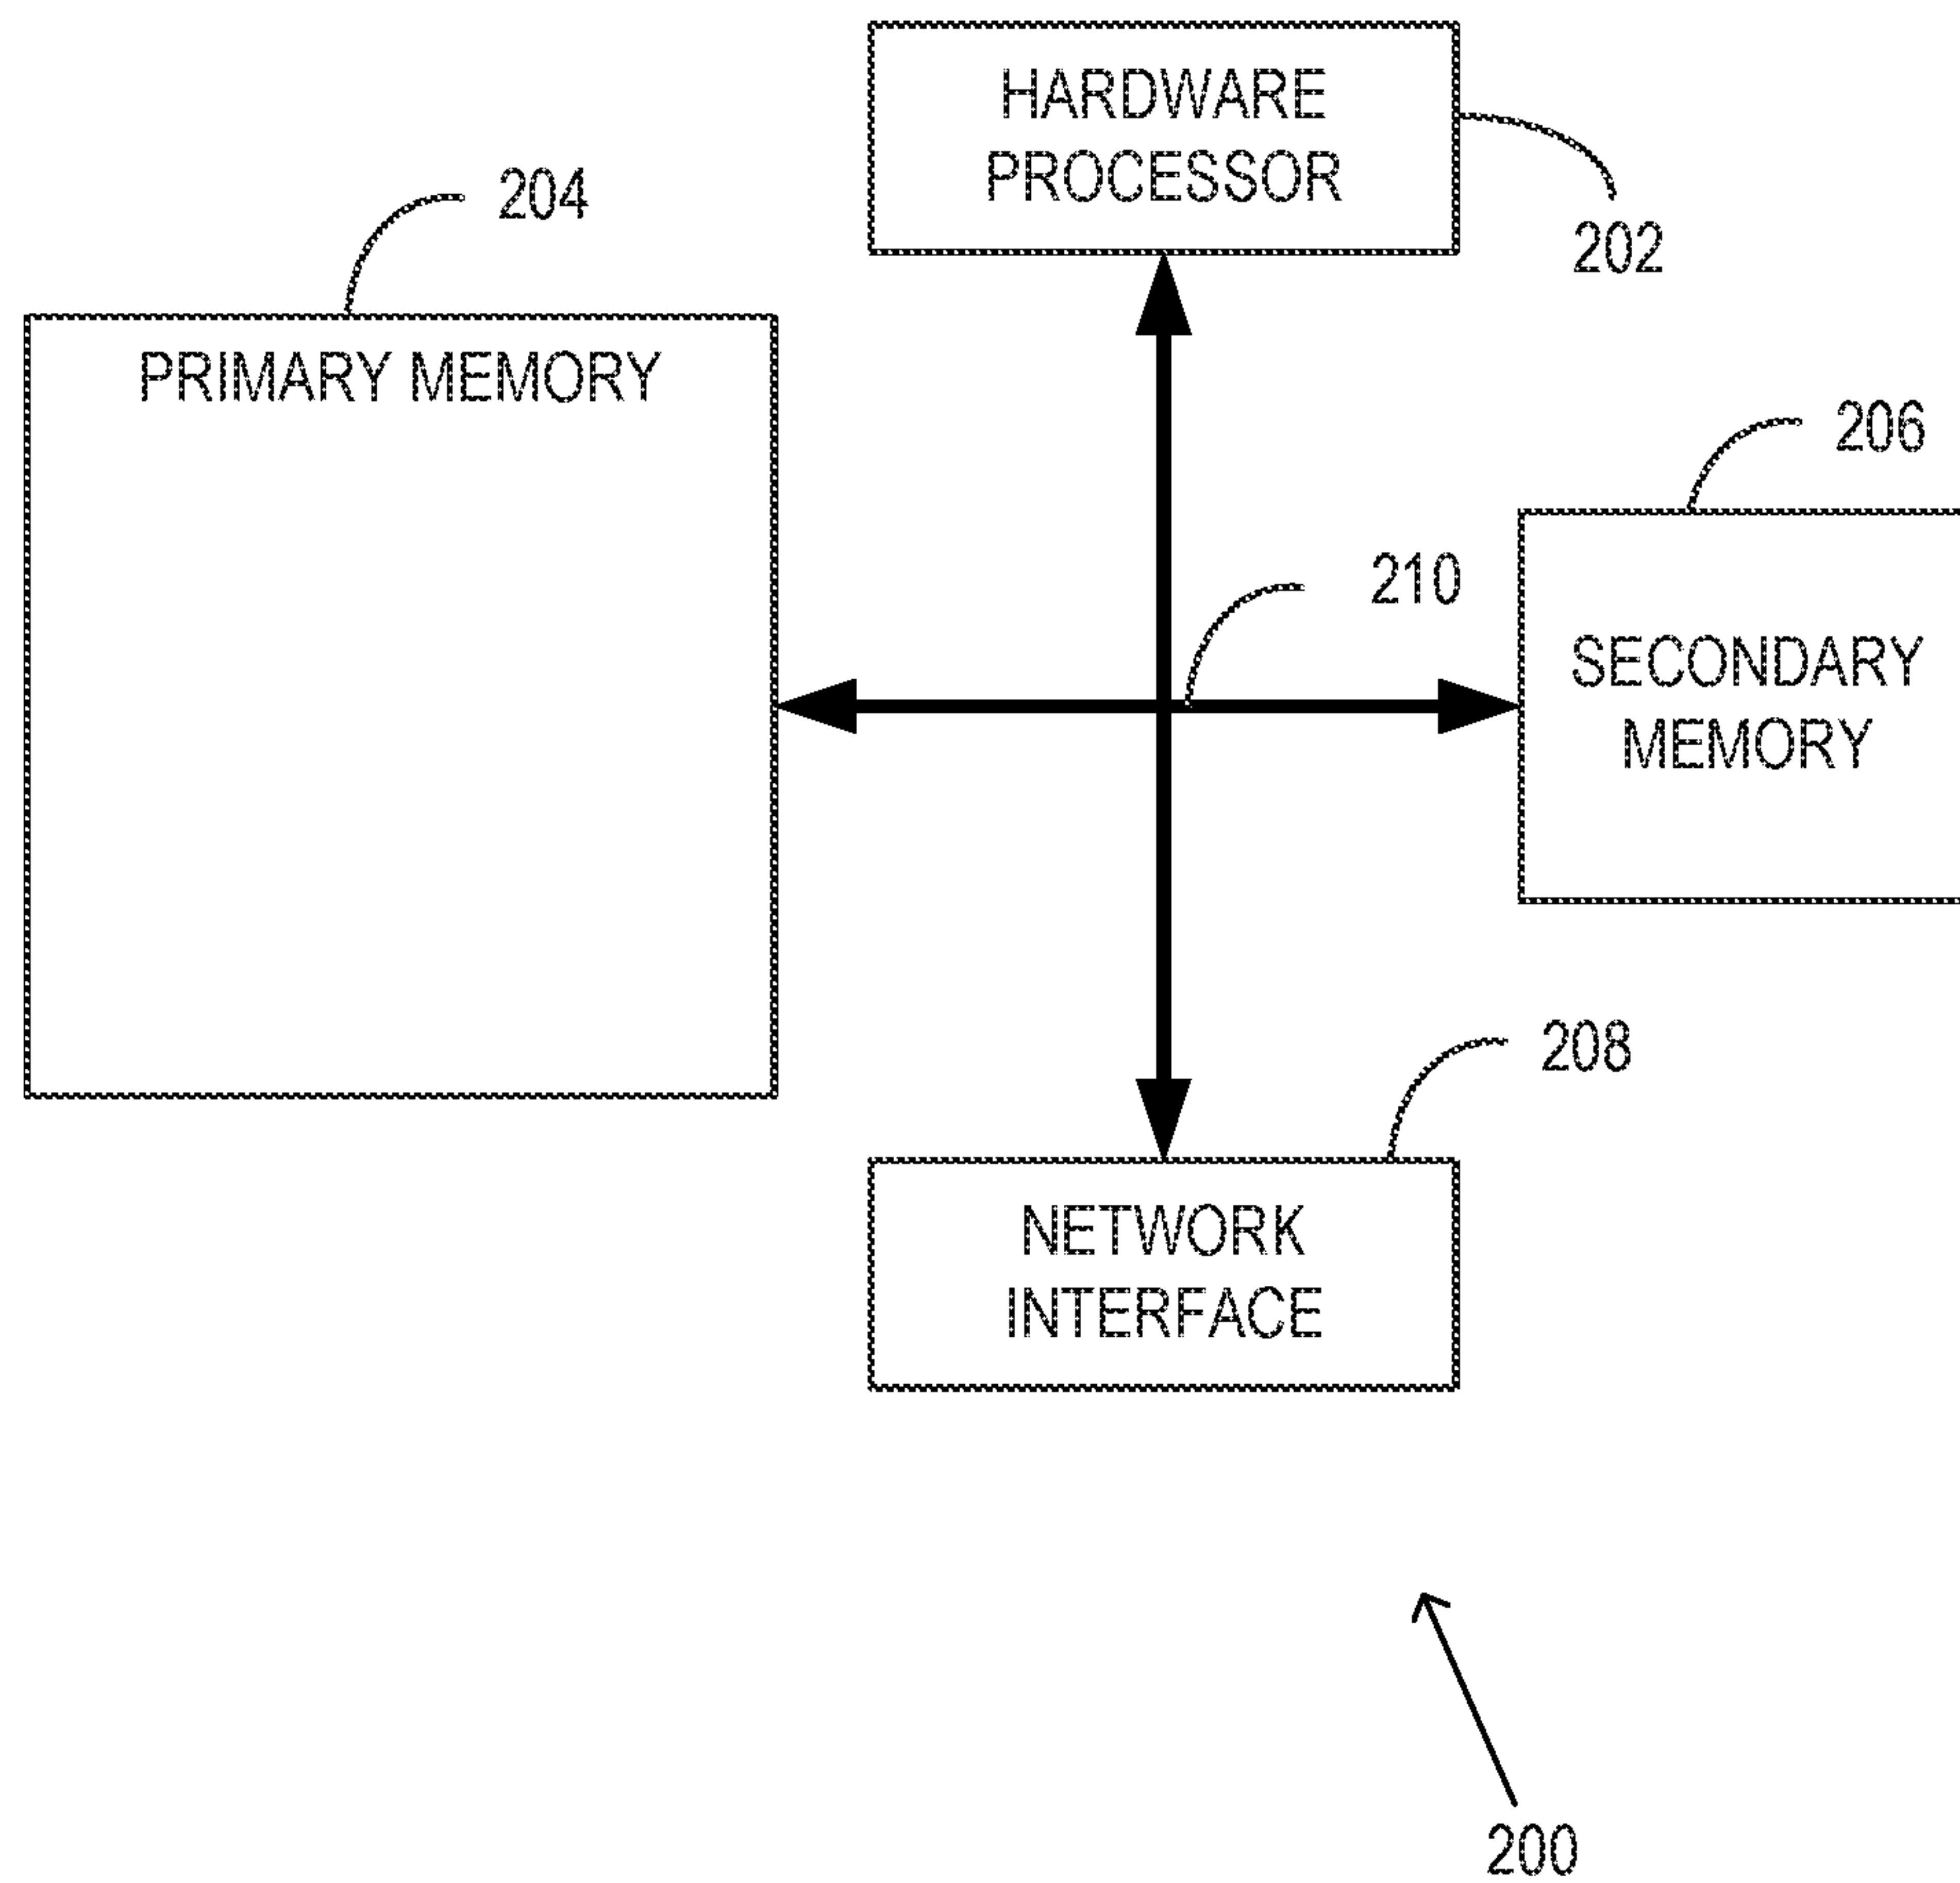 HARDWARE
PROCESSOR
202
204
PRIMARY MEMORY
206
SECONDARY
MEMORY
210
208
NETWORK
INTERFACE
200